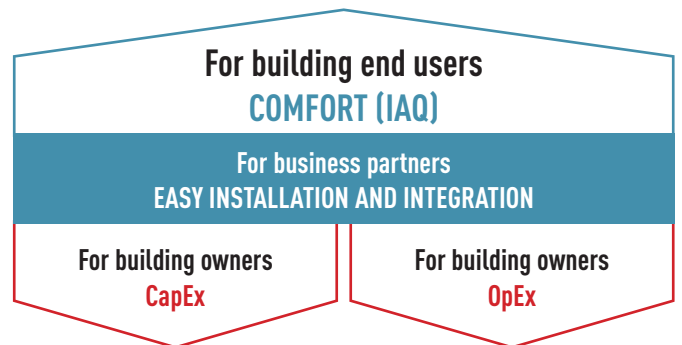 For building end users
COMFORT (IAQ)
For business partners
EASY INSTALLATION AND INTEGRATION
For building owners
CapEx
For building owners
OpEx